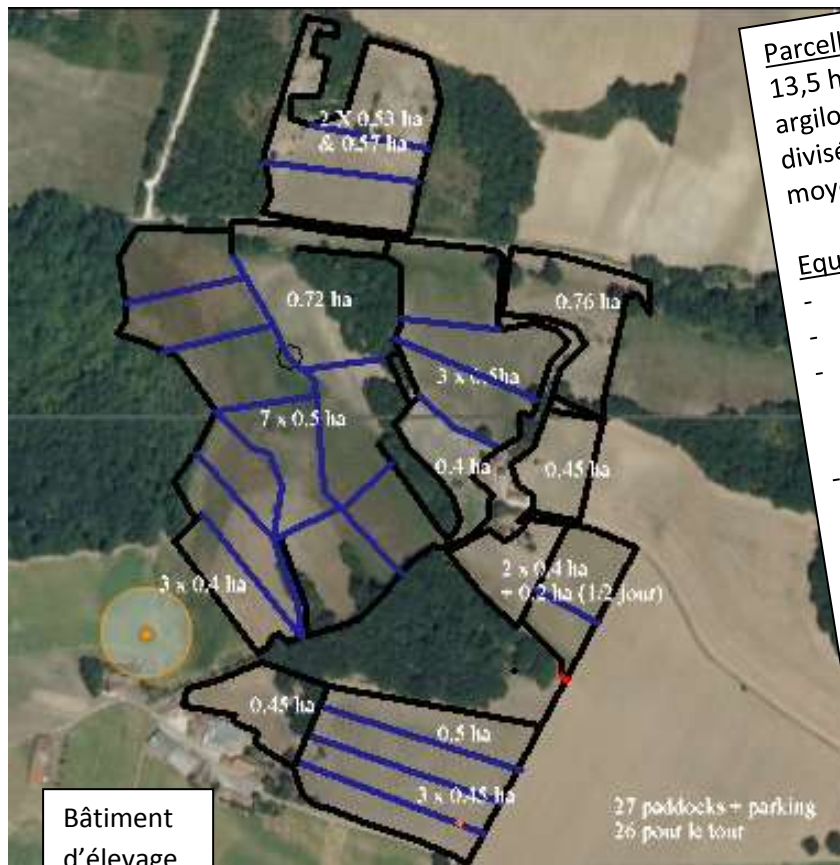 Parcell
13,5 h
argilo
divisé
moy
Equ
-
-
-
-
2 X 0.53 ha
& 0.57 ha
0.72 ha
0.76 ha
3 x 0.5ha
7 x 0.5 ha
0.4 ha
0.45 ha
2 x 0.4 ha
+ 0.2 ha (1/2 jour)
3 x 0.4 ha
0.45 ha
0.5 ha
3 x 0.45 ha
27 paddocks + parking
26 pour le tour
Bâtiment
d’élevage